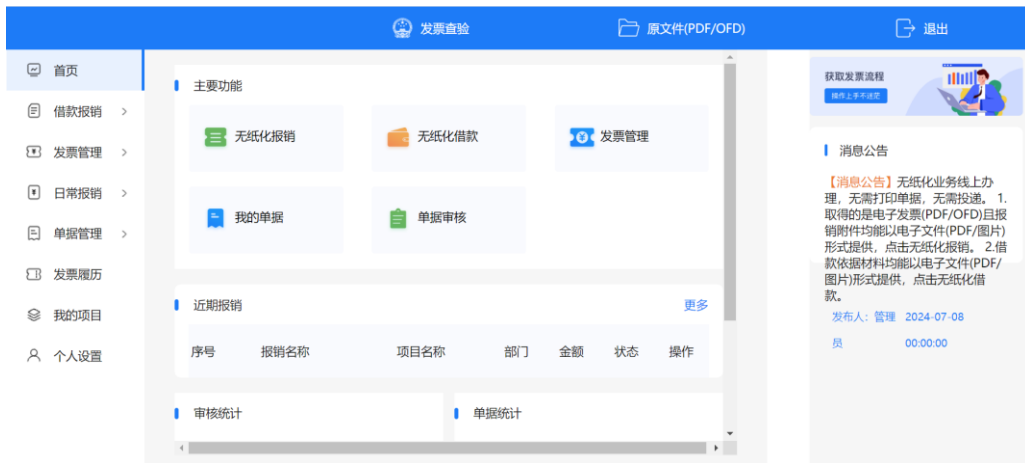 发票查验
原文件(PDF/OFD)
退出
首页
借款报销
发票管理
日常报销
单据管理
发票履历
我的项目
个人设置
主要功能
无纸化报销
无纸化借款
发票管理
我的单据
单据审核
近期报销
更多
序号 报销名称 项目名称 部门 金额 状态 操作
审核统计
单据统计
获取发票流程
操作上手不迷茫
消息公告
【消息公告】无纸化业务线上办
理，无需打印单据，无需投递。 1.
取得的是电子发票(PDF/OFD)且报
销附件均能以电子文件(PDF/图片)
形式提供，点击无纸化报销。 2.借
款依据材料均能以电子文件(PDF/
图片)形式提供，点击无纸化借
款。
发布人：管理 2024-07-08
员 00:00:00